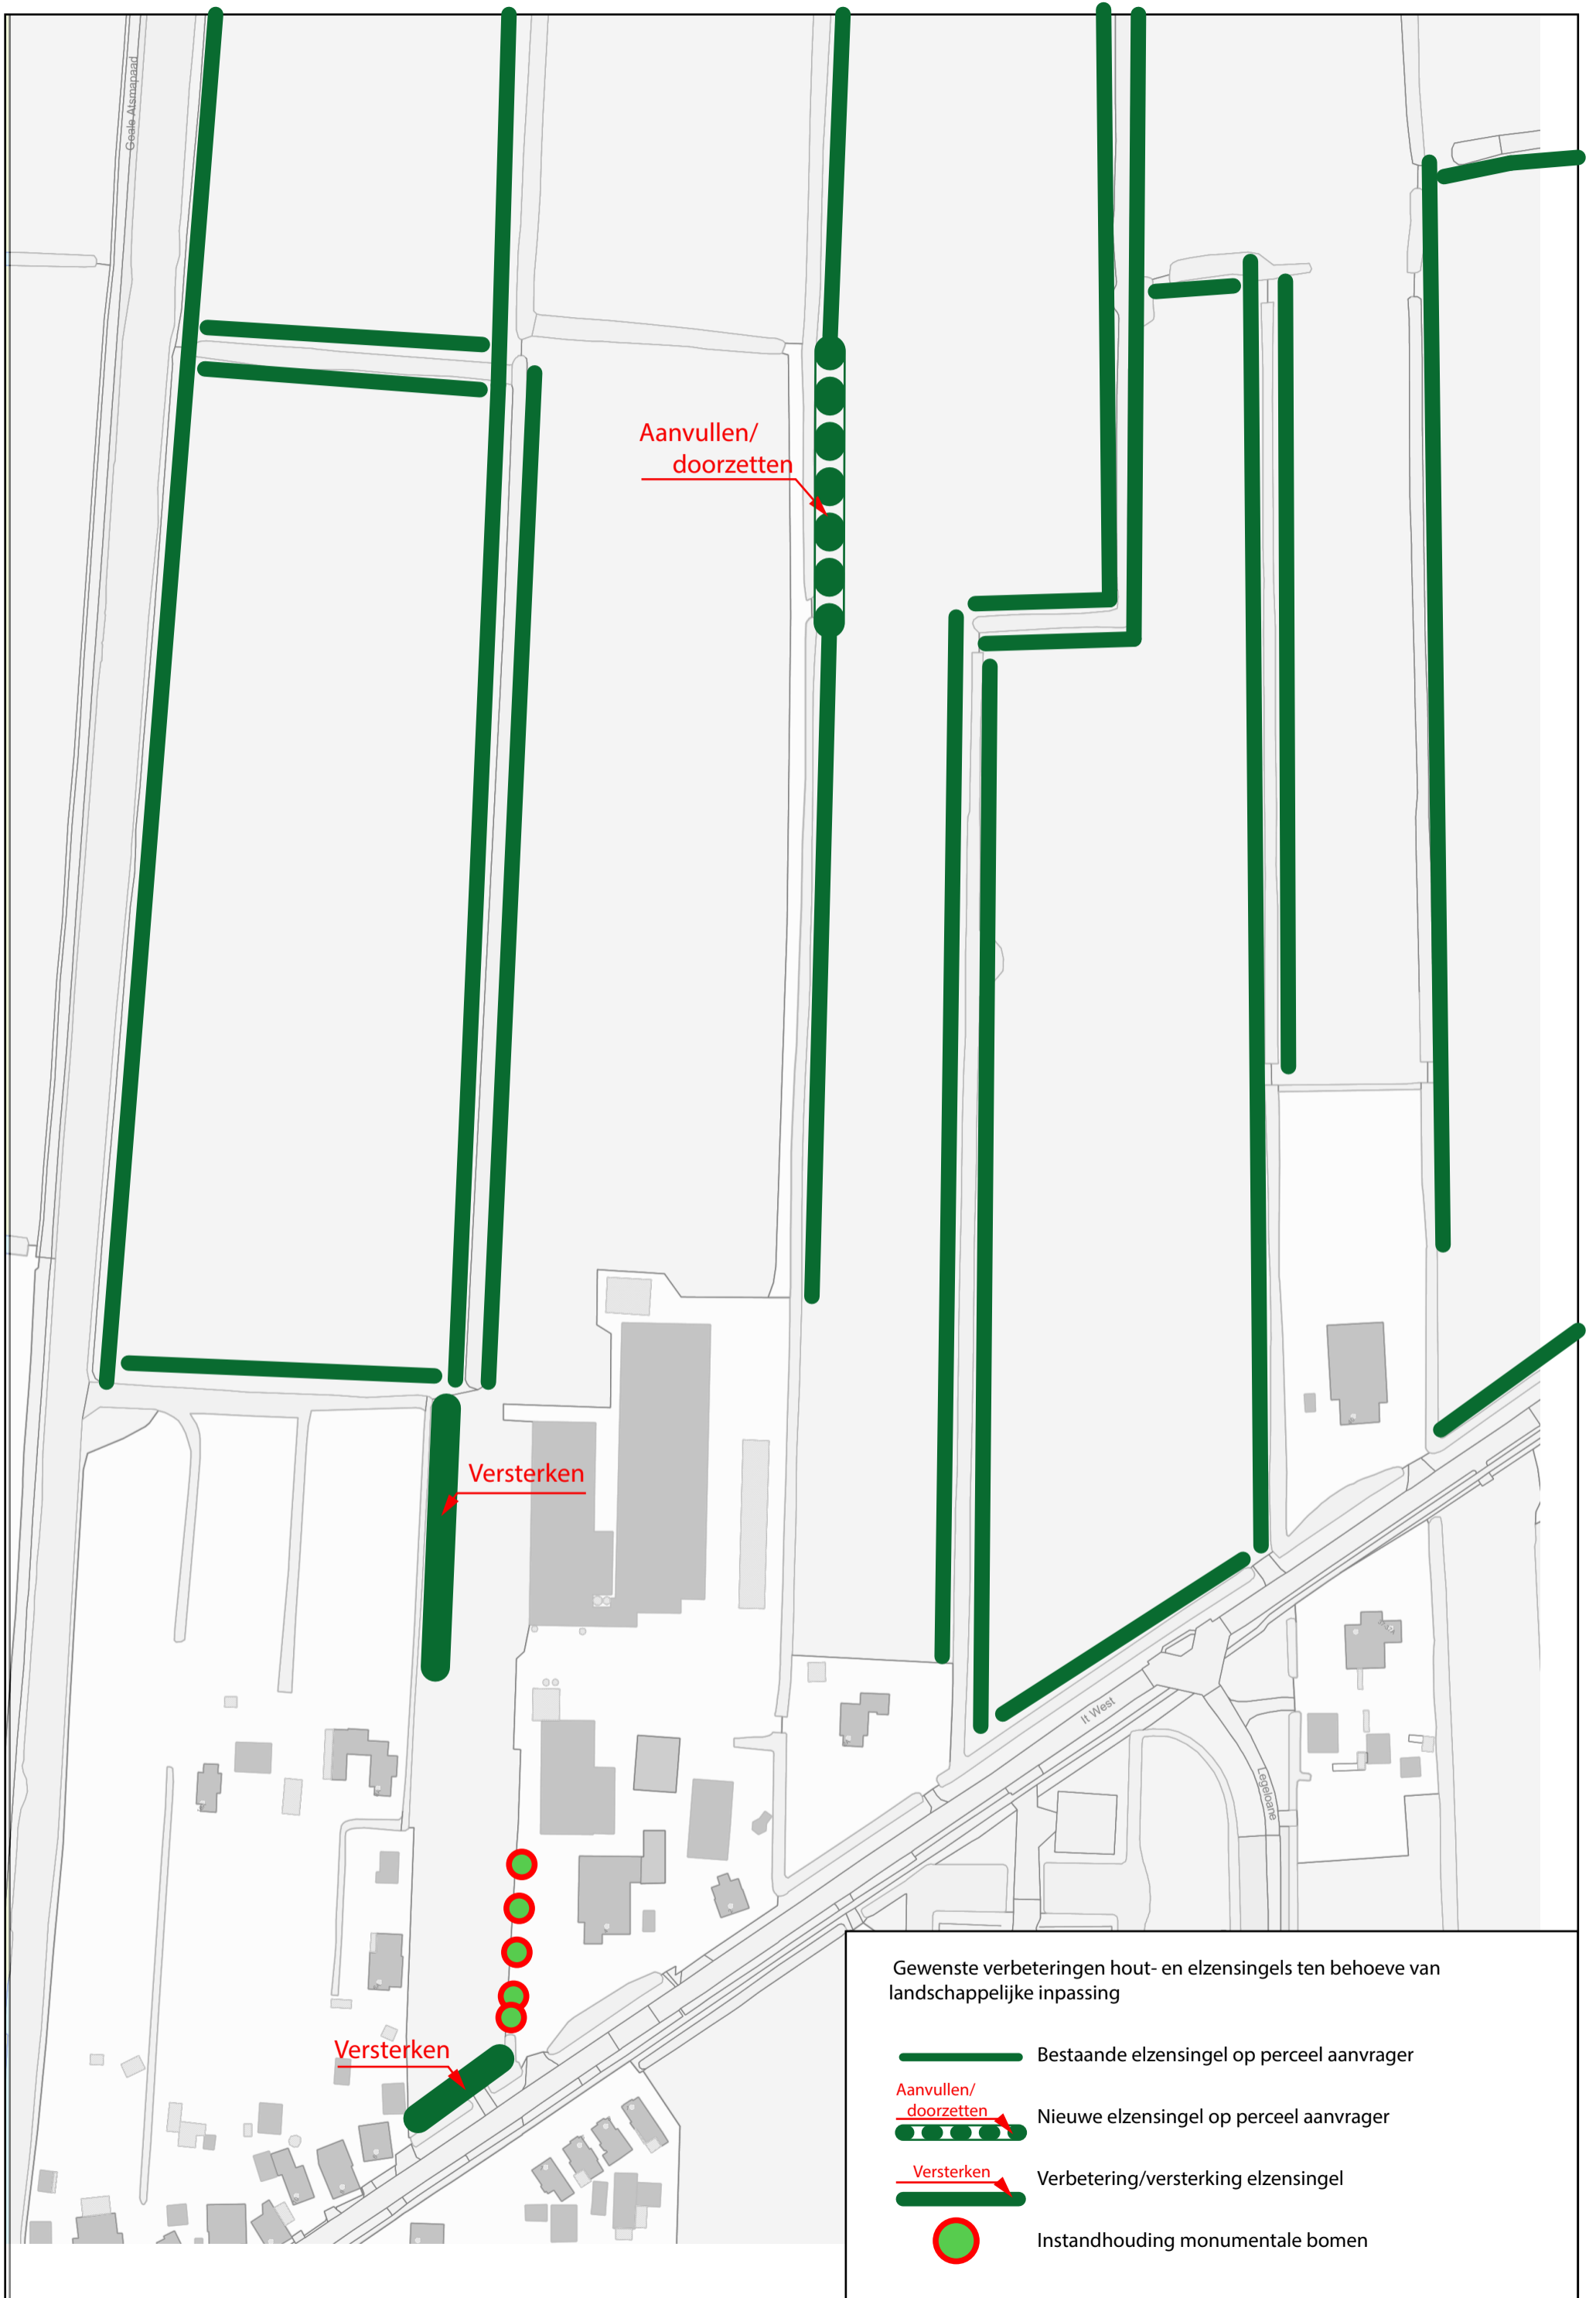 Goale Atsmapaad
Aanvullen/
doorzetten
Versterken
It West
Legeloane
Versterken
Gewenste verbeteringen hout- en elzensingels ten behoeve van
landschappelijke inpassing
Bestaande elzensingel op perceel aanvrager
Aanvullen/
doorzetten
Nieuwe elzensingel op perceel aanvrager
Versterken
Verbetering/versterking elzensingel
Instandhouding monumentale bomen